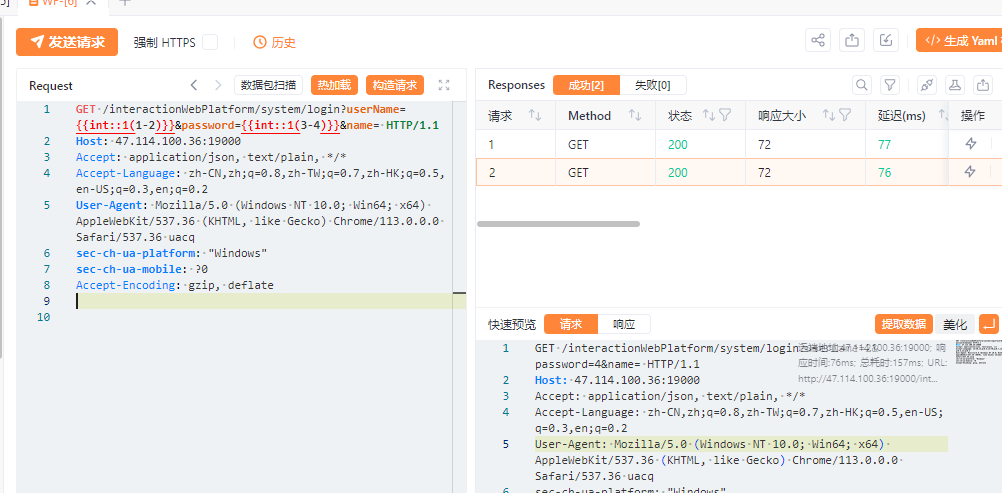 WF-[6]
发送请求
强制 HTTPS
历史
生成 Yaml
Request
数据包扫描
热加载
构造请求
1 GET /interactionWebPlatform/system/login?userName=
{{int::1(1-2)}}&password={{int::1(3-4)}}&name= HTTP/1.1
2 Host: 47.114.100.36:19000
3 Accept: application/json, text/plain, */*
4 Accept-Language: zh-CN,zh;q=0.8,zh-TW;q=0.7,zh-HK;q=0.5,
en-US;q=0.3,en;q=0.2
5 User-Agent: Mozilla/5.0 (Windows NT 10.0; Win64; x64)
AppleWebKit/537.36 (KHTML, like Gecko) Chrome/113.0.0.0
Safari/537.36 uacq
6 sec-ch-ua-platform: "Windows"
7 sec-ch-ua-mobile: ?0
8 Accept-Encoding: gzip, deflate
9
10
Responses
成功[2]
失败[0]
请求 Method 状态 响应大小 延迟(ms) 操作
1 GET 200 72 77
2 GET 200 72 76
快速预览
请求
响应
提取数据
美化
1 GET /interactionWebPlatform/system/login
password=4&name= HTTP/1.1
2 Host: 47.114.100.36:19000
3 Accept: application/json, text/plain, */*
4 Accept-Language: zh-CN,zh;q=0.8,zh-TW;q=0.7,zh-HK;q=0.5,en-US;
q=0.3,en;q=0.2
5 User-Agent: Mozilla/5.0 (Windows NT 10.0; Win64; x64)
AppleWebKit/537.36 (KHTML, like Gecko) Chrome/113.0.0.0
Safari/537.36 uacq
6 sec-ch-ua-platform: "Windows"
远端地址:47.114.100.36:19000; 响
应时间:76ms; 总耗时:157ms; URL:
http://47.114.100.36:19000/int...